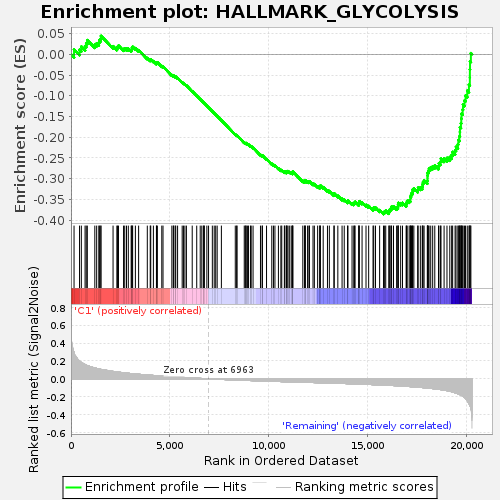 Enrichment plot: HALLMARK_GLYCOLYSIS
Enrichment score (ES)
0.05
0.00
-0.05
-0.10
-0.15
-0.20
-0.25
-0.30
-0.35
-0.40
Ranked list metric (Signal2Noise)
0.8
0.6
0.4
0.2
0.0
-0.2
-0.4
-0.6
'C1' (positively correlated)
Zero cross at 6963
'Remaining' (negatively correlated)
0
5,000
10,000
15,000
20,000
Rank in Ordered Dataset
Enrichment profile
Hits
Ranking metric scores